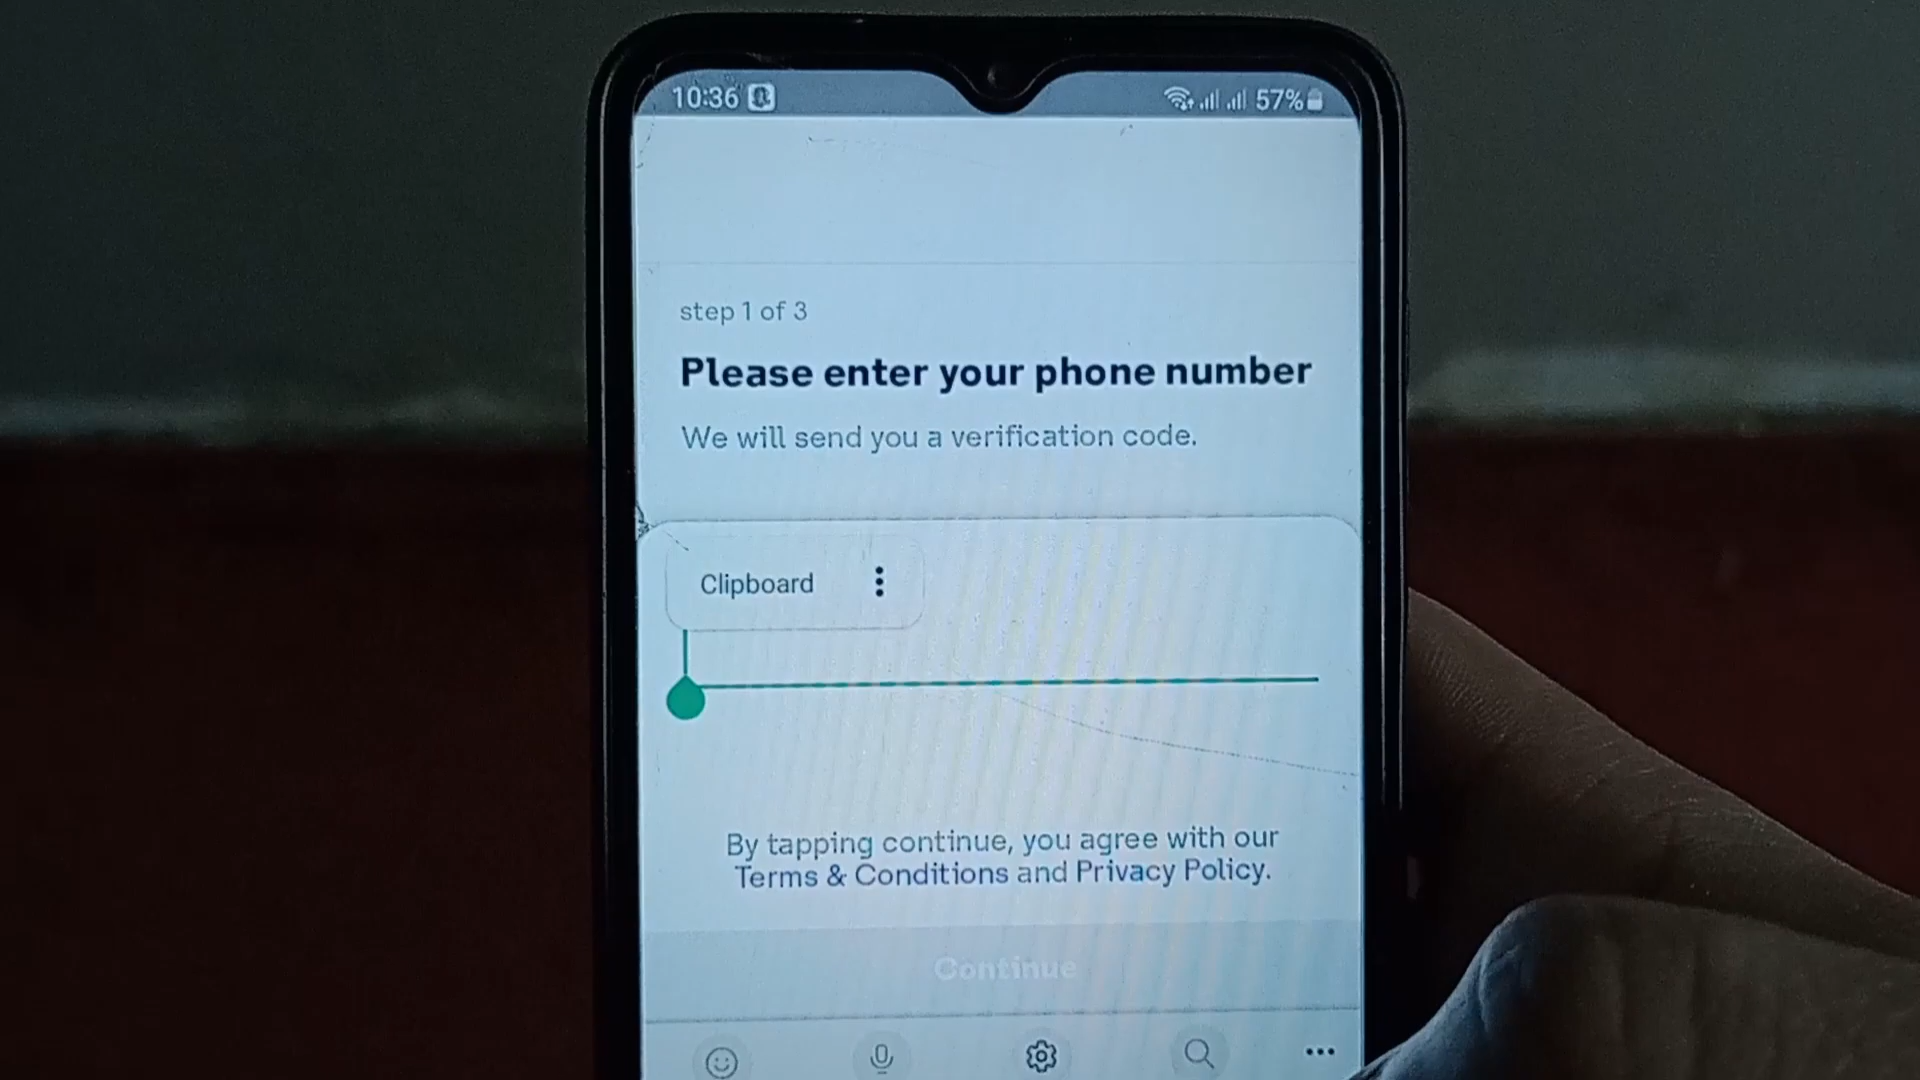 10:36 57%
step 1 of 3
Please enter your phone number
We will send you a verification code.
Clipboard
By tapping continue, you agree with our
Terms & Conditions and Privacy Policy.
Continue